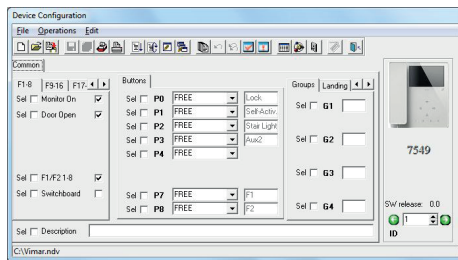 Device Configuration
File Operations Edit
Common
F1-8 F9-16 F17-
Sel Monitor On
Sel Door Open
Sel F1/F2 1-8
Sel Switchboard
Buttons
Sel P0 FREE Lock
Sel P1 FREE Self-Activ.
Sel P2 FREE Stair Light
Sel P3 FREE Aux2
Sel P4 FREE
Sel P7 FREE F1
Sel P8 FREE F2
Groups Landing
Sel G1
Sel G2
Sel G3
Sel G4
7549
SW release: 0.0
1
ID
Sel Description
C:\Vimar.ndv